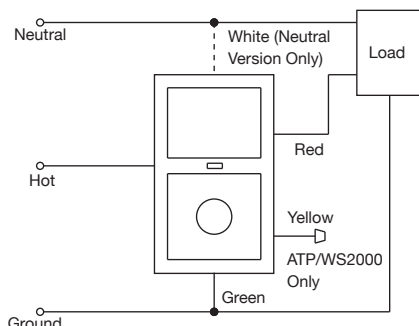 Neutral
White (Neutral
Version Only)
Load
Red
Hot
Yellow
ATP/WS2000
Only
Green
Ground